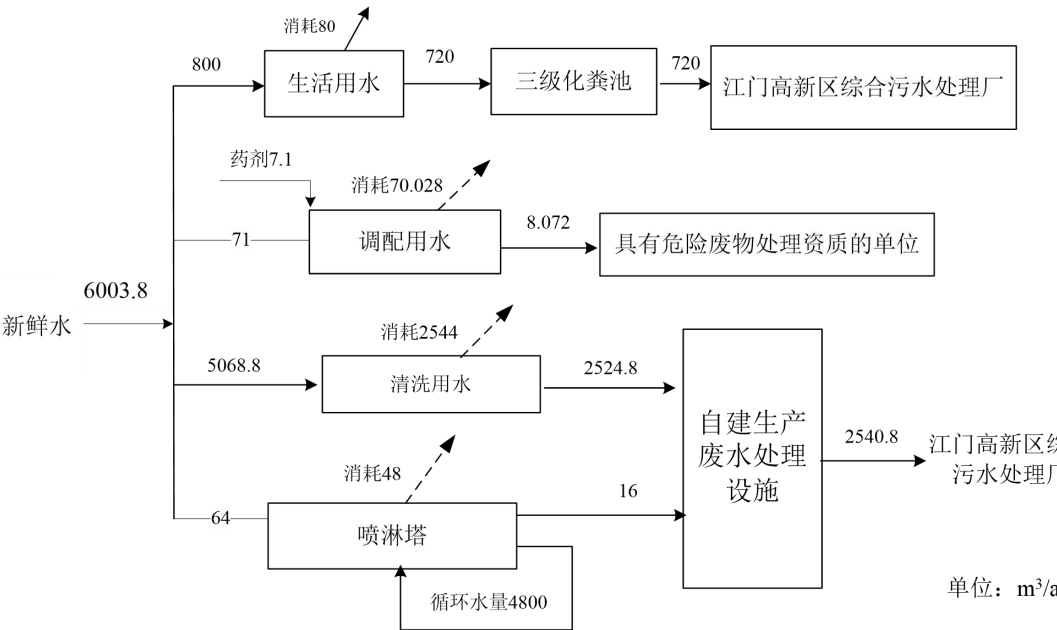 消耗80
800
生活用水
720
三级化粪池
720
江门高新区综合污水处理厂
药剂7.1
消耗70.028
71
调配用水
8.072
具有危险废物处理资质的单位
6003.8
新鲜水
消耗2544
5068.8
清洗用水
2524.8
自建生产
废水处理
设施
2540.8
江门高新区综
污水处理厂
消耗48
64
喷淋塔
16
循环水量4800
单位：m³/a